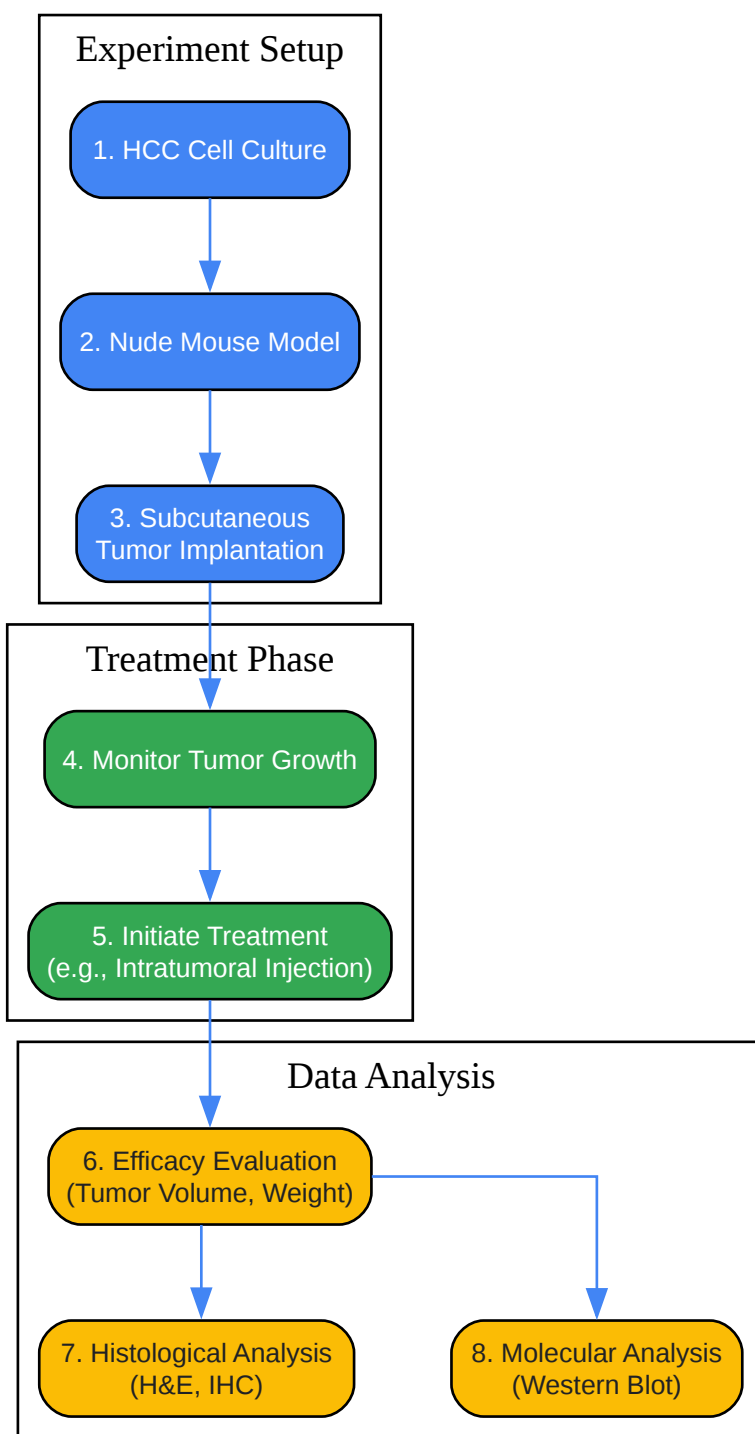 Experiment Setup
1. HCC Cell Culture
2. Nude Mouse Model
3. Subcutaneous
Tumor Implantation
Treatment Phase
4. Monitor Tumor Growth
5. Initiate Treatment
(e.g., Intratumoral Injection)
Data Analysis
6. Efficacy Evaluation
(Tumor Volume, Weight)
7. Histological Analysis
(H&E, IHC)
8. Molecular Analysis
(Western Blot)